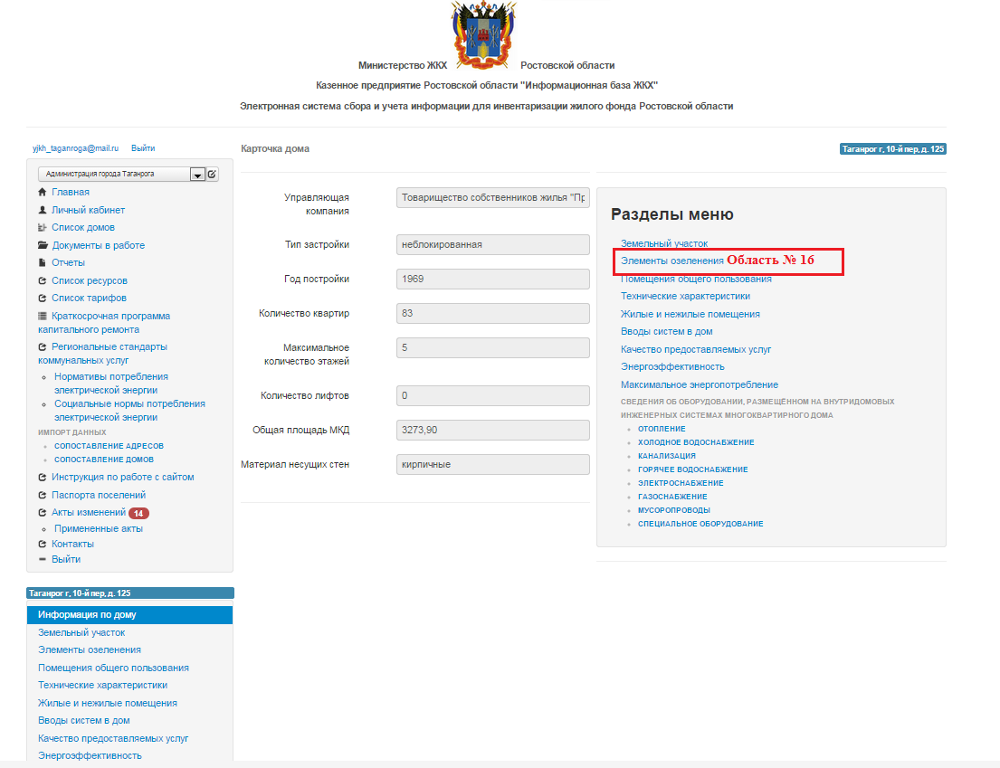 Министерство ЖКХ Ростовской области
Казенное предприятие Ростовской области "Информационная база ЖКХ"
Электронная система сбора и учета информации для инвентаризации жилого фонда Ростовской области
yjkh_taganroga@mail.ru Выйти
Администрация города Таганрога
Главная
Личный кабинет
Список домов
Документы в работе
Отчеты
Список ресурсов
Список тарифов
Краткосрочная программа
капитального ремонта
Региональные стандарты
коммунальных услуг
Нормативы потребления
электрической энергии
Социальные нормы потребления
электрической энергии
ИМПОРТ ДАННЫХ
СОПОСТАВЛЕНИЕ АДРЕСОВ
СОПОСТАВЛЕНИЕ ДОМОВ
Инструкция по работе с сайтом
Паспорта поселений
Акты изменений 14
Примененные акты
Контакты
Выйти
Таганрог г, 10-й пер, д. 125
Информация по дому
Земельный участок
Элементы озеленения
Помещения общего пользования
Технические характеристики
Жилые и нежилые помещения
Вводы систем в дом
Качество предоставляемых услуг
Энергоэффективность
Карточка дома
Таганрог г, 10-й пер, д. 125
Управляющая
компания
Товарищество собственников жилья "Пр
Тип застройки неблокированная
Год постройки 1969
Количество квартир 83
Максимальное
количество этажей
5
Количество лифтов 0
Общая площадь МКД 3273,90
Материал несущих стен кирпичные
Разделы меню
Земельный участок
Элементы озеленения Область № 16
Помещения общего пользования
Технические характеристики
Жилые и нежилые помещения
Вводы систем в дом
Качество предоставляемых услуг
Энергоэффективность
Максимальное энергопотребление
СВЕДЕНИЯ ОБ ОБОРУДОВАНИИ, РАЗМЕЩЁННОМ НА ВНУТРИДОМОВЫХ
ИНЖЕНЕРНЫХ СИСТЕМАХ МНОГОКВАРТИРНОГО ДОМА
ОТОПЛЕНИЕ
ХОЛОДНОЕ ВОДОСНАБЖЕНИЕ
КАНАЛИЗАЦИЯ
ГОРЯЧЕЕ ВОДОСНАБЖЕНИЕ
ЭЛЕКТРОСНАБЖЕНИЕ
ГАЗОСНАБЖЕНИЕ
МУСОРОПРОВОДЫ
СПЕЦИАЛЬНОЕ ОБОРУДОВАНИЕ